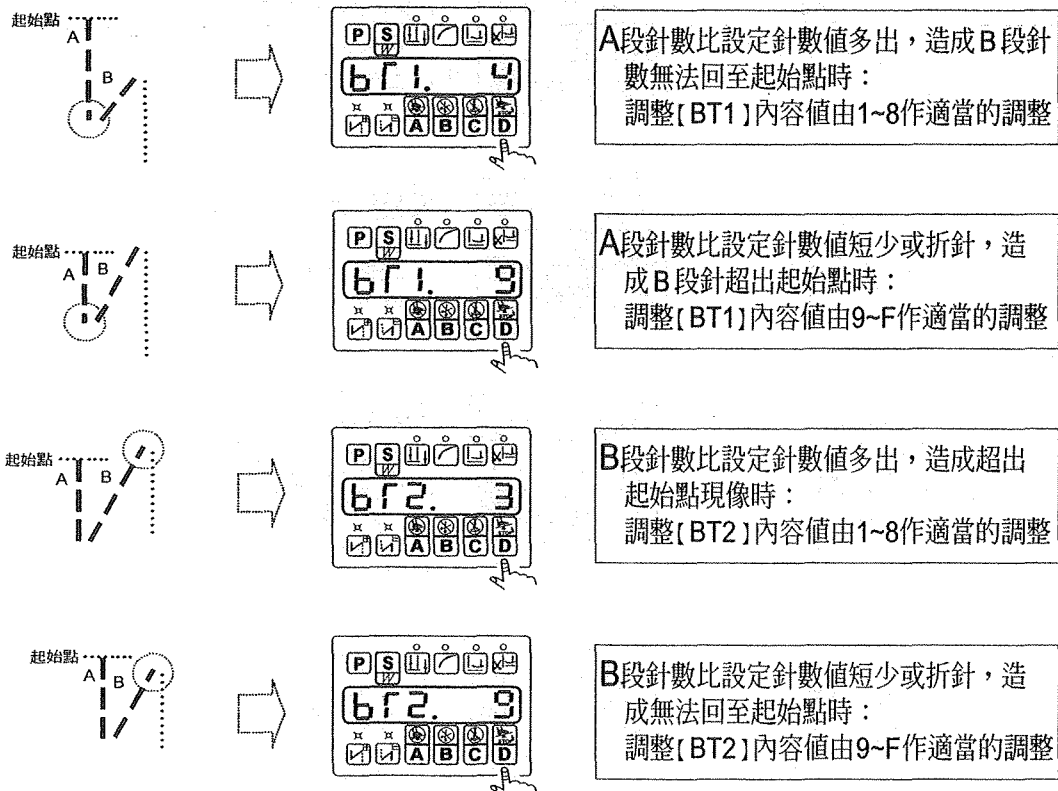 起始點
A
B
P S
W
bT1. 4
A B C D
A段針數比設定針數值多出，造成B段針
數無法回至起始點時：
調整【BT1】內容值由1~8作適當的調整
起始點
A B
P S
W
bT1. 9
A B C D
A段針數比設定針數值短少或折針，造
成B段針超出起始點時：
調整【BT1】內容值由9~F作適當的調整
起始點
A B
P S
W
bT2. 3
A B C D
B段針數比設定針數值多出，造成超出
起始點現像時：
調整【BT2】內容值由1~8作適當的調整
起始點
A B
P S
W
bT2. 9
A B C D
B段針數比設定針數值短少或折針，造
成無法回至起始點時：
調整【BT2】內容值由9~F作適當的調整